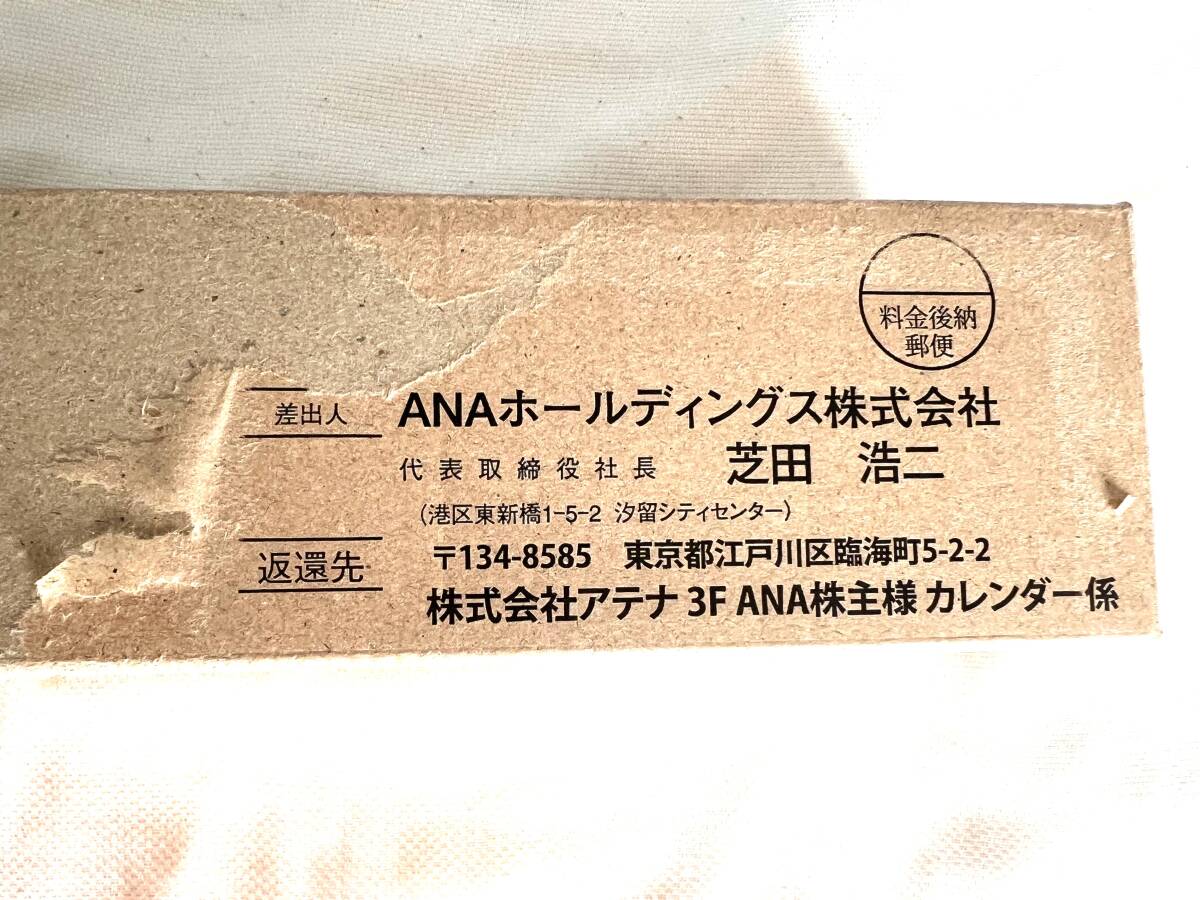 料金後納
郵便
差出人 ANAホールディングス株式会社
代表取締役社長 芝田 浩二
(港区東新橋1-5-2 汐留シティセンター)
返還先 〒134-8585 東京都江戸川区臨海町5-2-2
株式会社アテナ 3F ANA株主様 カレンダー係